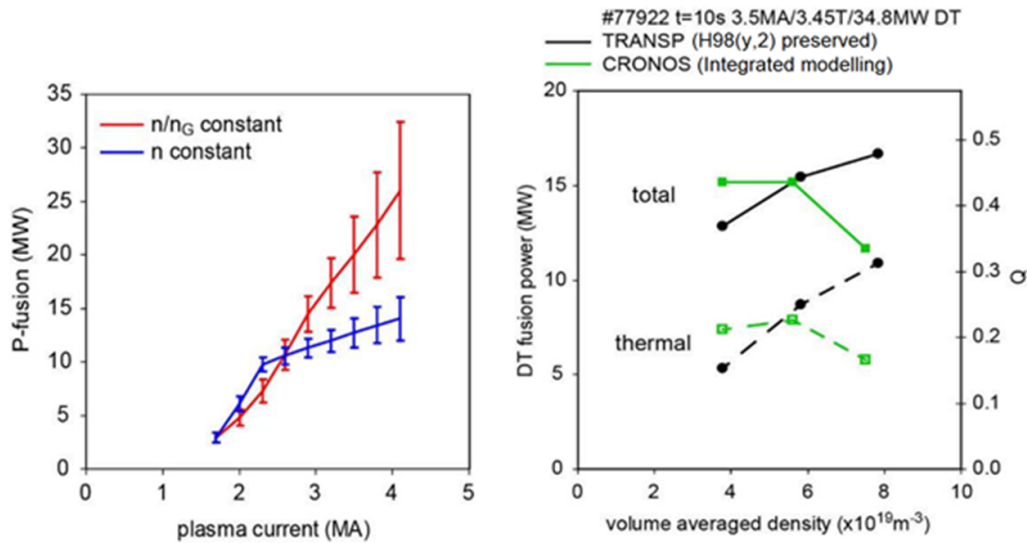 #77922 t=10s 3.5MA/3.45T/34.8MW DT
TRANSP (H98(y,2) preserved)
CRONOS (Integrated modelling)
35
30
25
20
15
10
5
0
P-fusion (MW)
n/nG constant
n constant
0 1 2 3 4 5
plasma current (MA)
20
15
10
5
0
DT fusion power (MW)
total
thermal
0.5
0.4
0.3
0.2
0.1
0.0
Q
0 2 4 6 8 10
volume averaged density (x10¹⁹m⁻³)